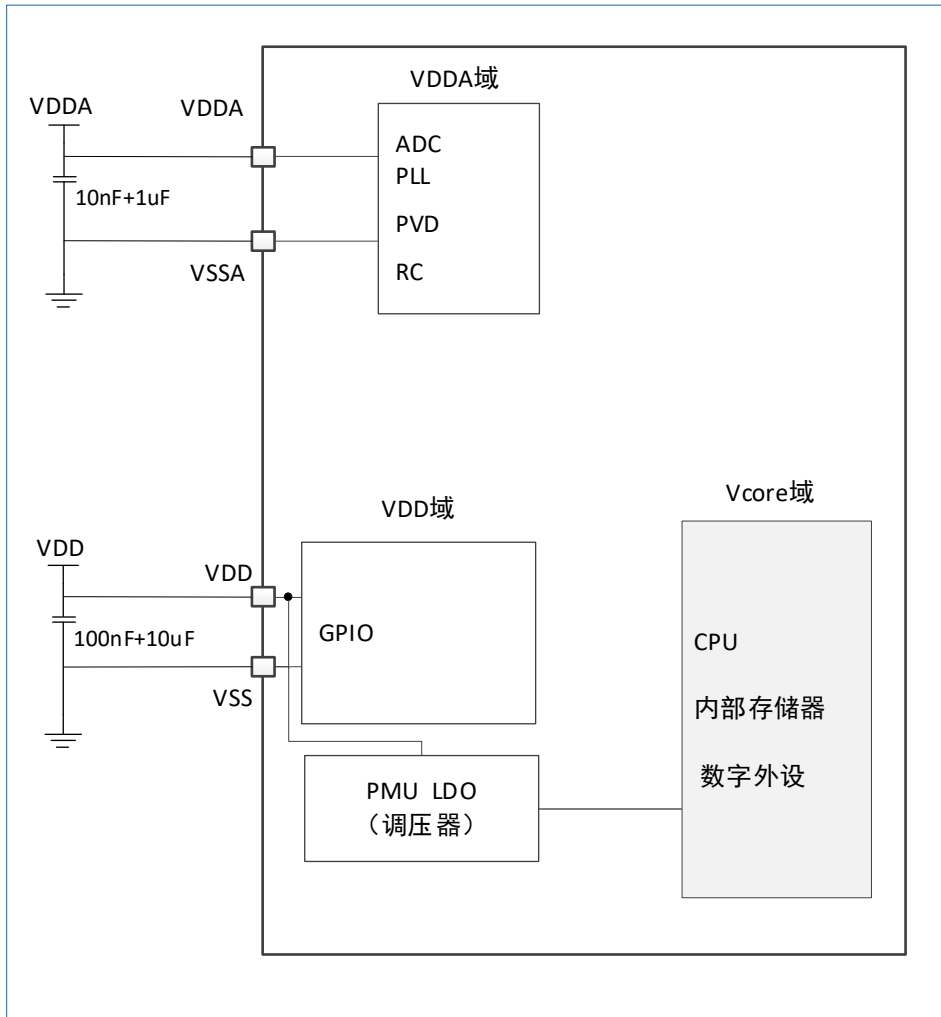 VDDA域
VDDA
VDDA
ADC
PLL
10nF+1uF
PVD
VSSA
RC
Vcore域
VDD域
VDD
VDD
GPIO
100nF+10uF
CPU
VSS
内部存储器
数字外设
PMU LDO
（调压器）